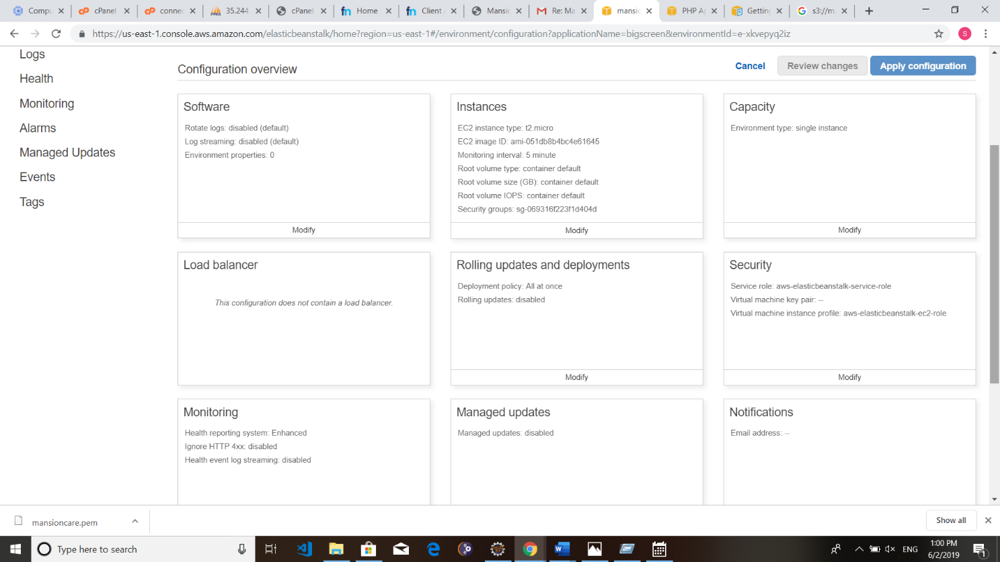 Compu
cPanel
connec
35.244
cPanel
Home
Client A
Mansio
Re: Ma
mansio
PHP Ap
Getting
s3://ma
https://us-east-1.console.aws.amazon.com/elasticbeanstalk/home?region=us-east-1#/environment/configuration?applicationName=bigscreen&environmentId=e-xkvepyq2iz
S
Logs
Health
Monitoring
Alarms
Managed Updates
Events
Tags
Configuration overview
Cancel
Review changes
Apply configuration
Software
Rotate logs: disabled (default)
Log streaming: disabled (default)
Environment properties: 0
Modify
Instances
EC2 instance type: t2.micro
EC2 image ID: ami-051db8b4bc4e61645
Monitoring interval: 5 minute
Root volume type: container default
Root volume size (GB): container default
Root volume IOPS: container default
Security groups: sg-069316f223f1d404d
Modify
Capacity
Environment type: single instance
Modify
Load balancer
This configuration does not contain a load balancer.
Rolling updates and deployments
Deployment policy: All at once
Rolling updates: disabled
Modify
Security
Service role: aws-elasticbeanstalk-service-role
Virtual machine key pair: --
Virtual machine instance profile: aws-elasticbeanstalk-ec2-role
Modify
Monitoring
Health reporting system: Enhanced
Ignore HTTP 4xx: disabled
Health event log streaming: disabled
Managed updates
Managed updates: disabled
Notifications
Email address: --
mansioncare.pem
Show all
Type here to search
ENG
1:00 PM
6/2/2019
1